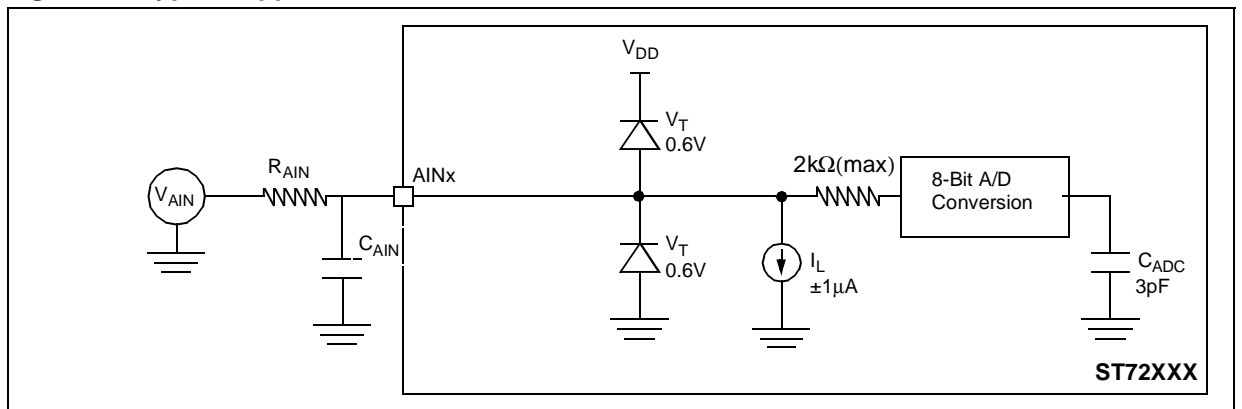 V_DD
V_T
0.6V
R_AIN
AINx
2kΩ(max)
8-Bit A/D
Conversion
V_AIN
C_AIN
V_T
0.6V
I_L
±1μA
C_ADC
3pF
ST72XXX